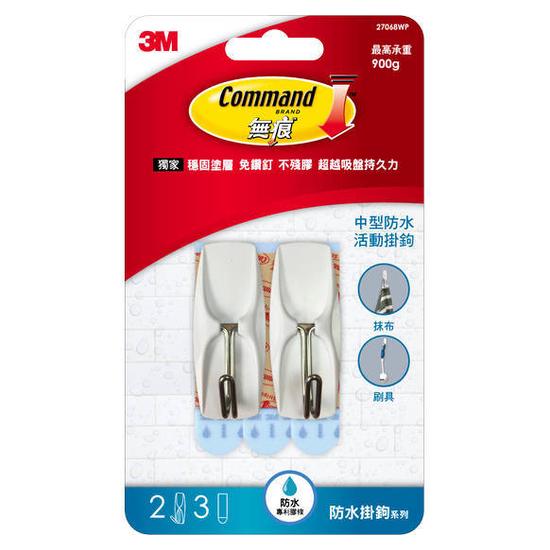 3M
27068WP
最高承重
900g
Command
BRAND
無痕™
獨家 穩固塗層 免鑽釘 不殘膠 超越吸盤持久力
中型防水
活動掛鉤
抹布
刷具
2 3
防水
專利膠條
防水掛鉤系列